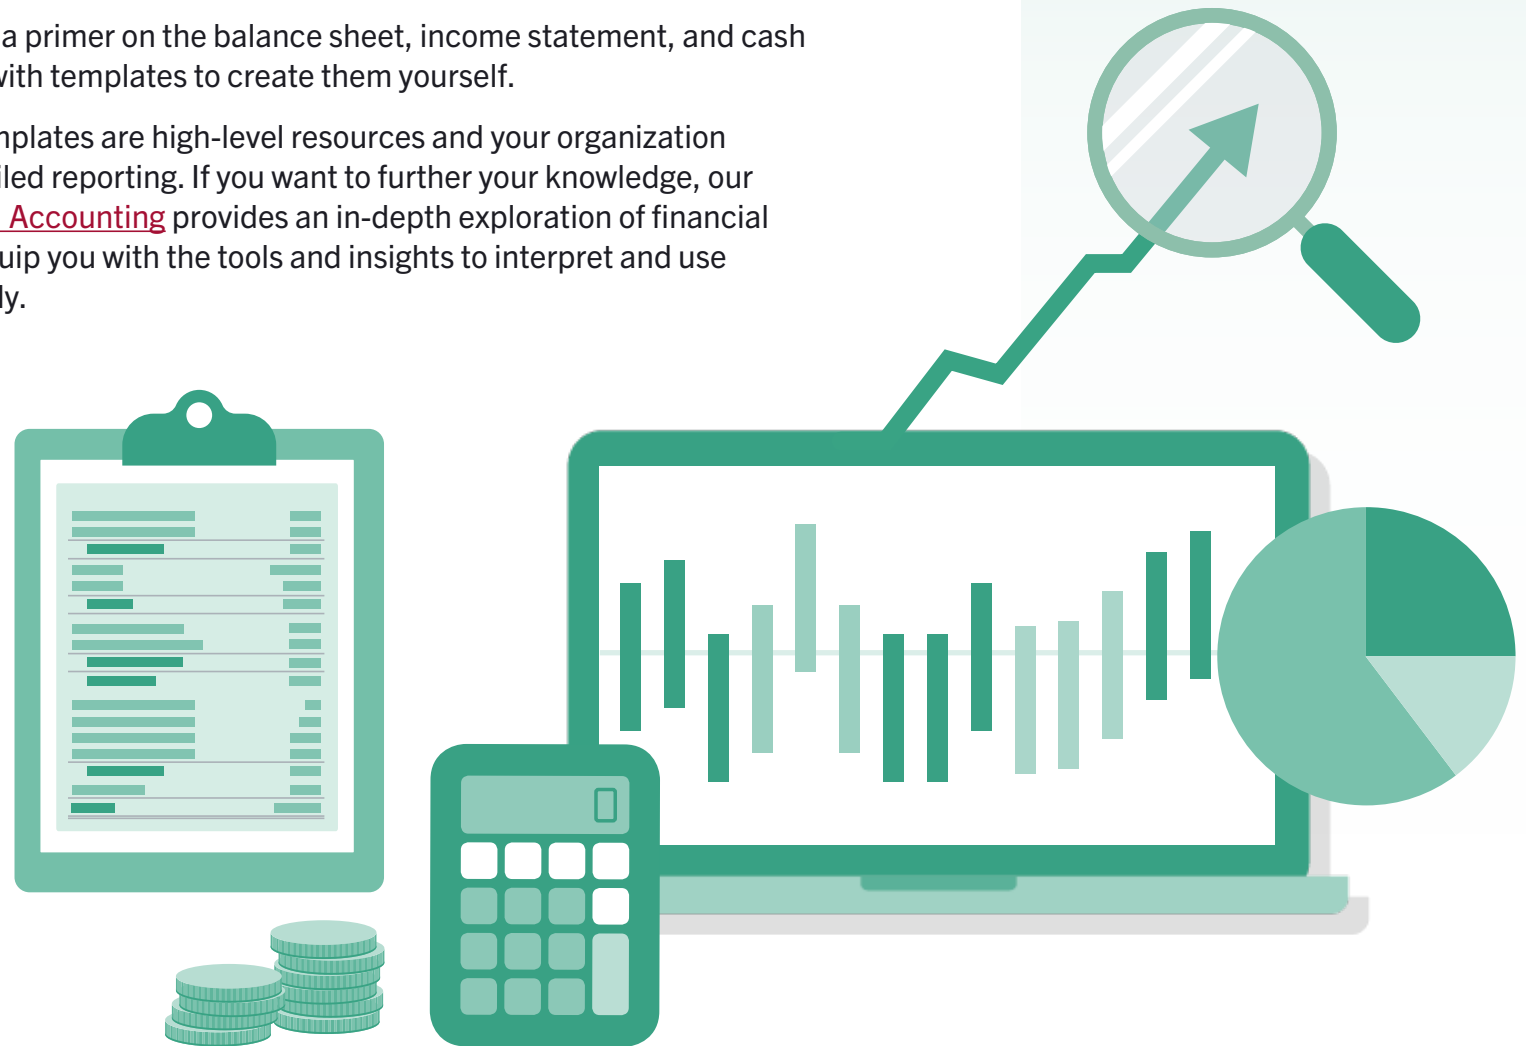 a primer on the balance sheet, income statement, and cash
with templates to create them yourself.
mplates are high-level resources and your organization
iled reporting. If you want to further your knowledge, our
Accounting provides an in-depth exploration of financial
uip you with the tools and insights to interpret and use
ly.
0